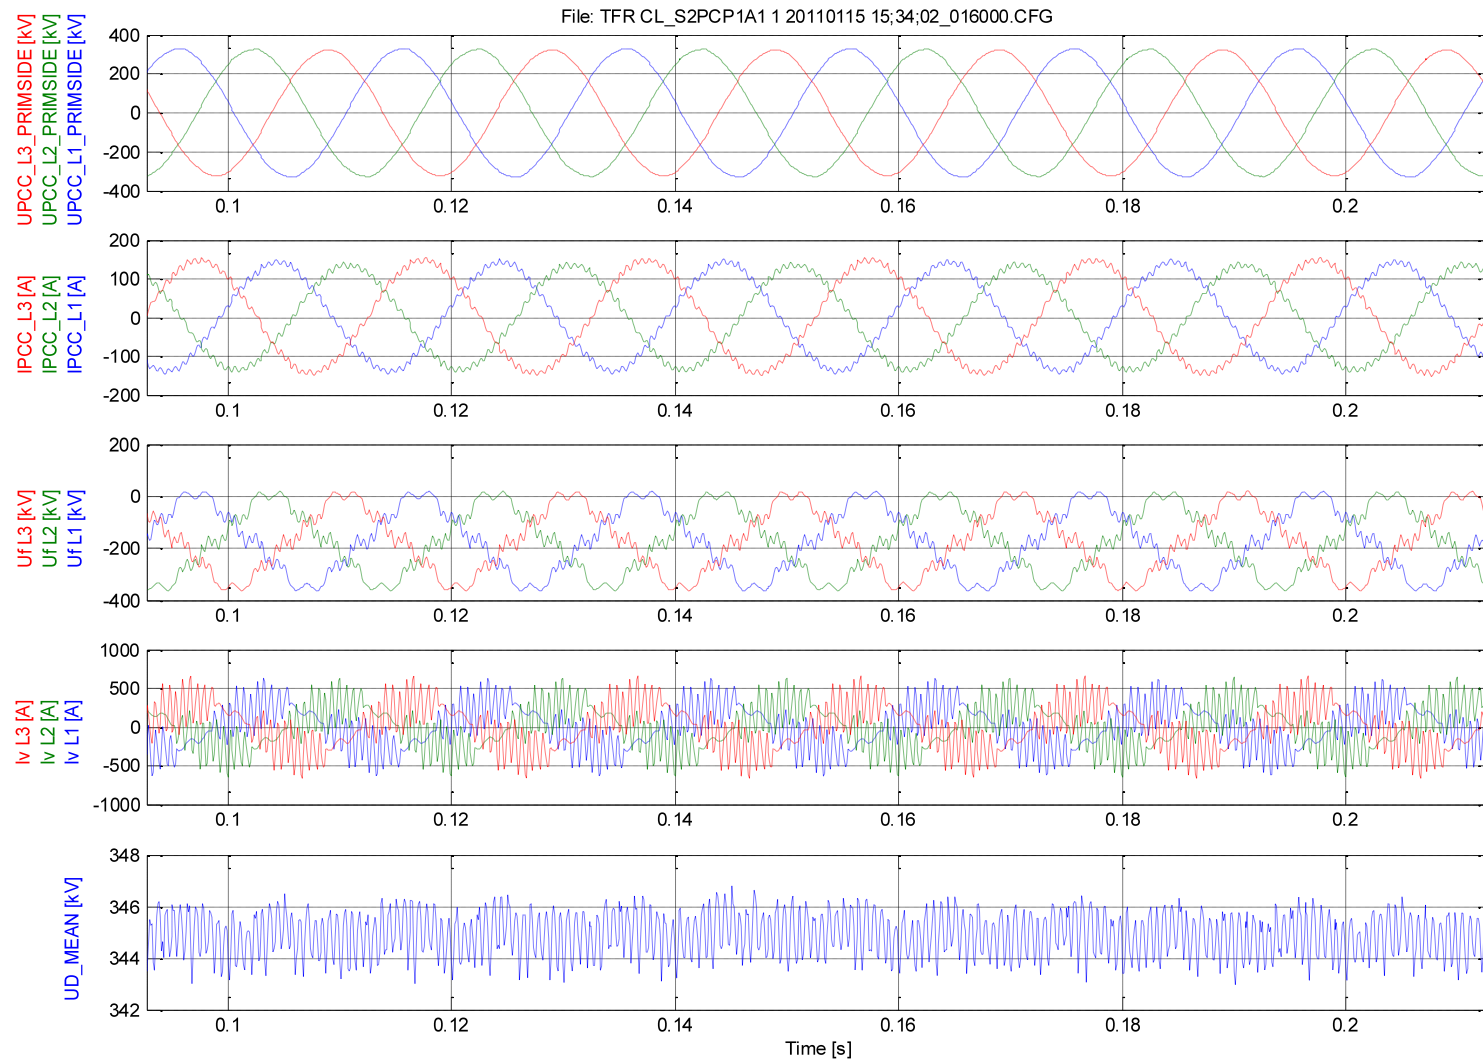 File: TFR CL_S2PCP1A1 1 20110115 15;34;02_016000.CFG
UPCC_L3_PRIMSIDE [kV]
UPCC_L2_PRIMSIDE [kV]
UPCC_L1_PRIMSIDE [kV]
400
200
0
-200
-400
0.1 0.12 0.14 0.16 0.18 0.2
IPCC_L3 [A]
IPCC_L2 [A]
IPCC_L1 [A]
200
100
0
-100
-200
0.1 0.12 0.14 0.16 0.18 0.2
Uf L3 [kV]
Uf L2 [kV]
Uf L1 [kV]
200
0
-200
-400
0.1 0.12 0.14 0.16 0.18 0.2
Iv L3 [A]
Iv L2 [A]
Iv L1 [A]
1000
500
0
-500
-1000
0.1 0.12 0.14 0.16 0.18 0.2
UD_MEAN [kV]
348
346
344
342
0.1 0.12 0.14 0.16 0.18 0.2
Time [s]